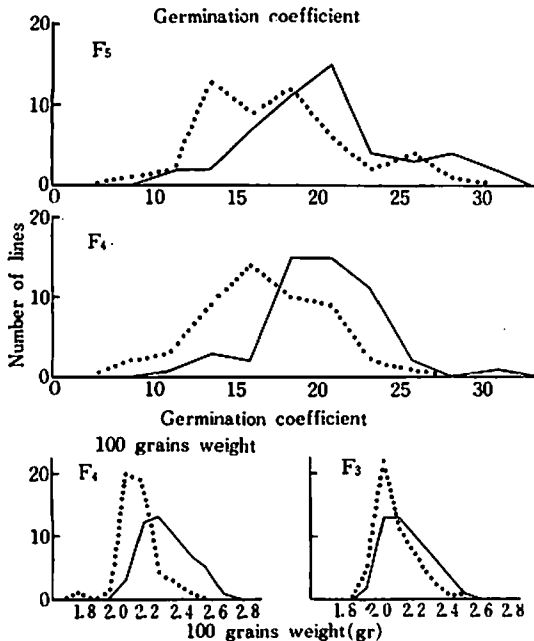 Germination coefficient
F5
20
10
0
0 10 15 20 25 30
F4
20
10
0
0 10 15 20 25 30
Number of lines
Germination coefficient
100 grains weight
F4
20
10
0
1.8 2.0 2.2 2.4 2.6 2.8
F3
1.8 2.0 2.2 2.4 2.6 2.8
100 grains weight(gr)